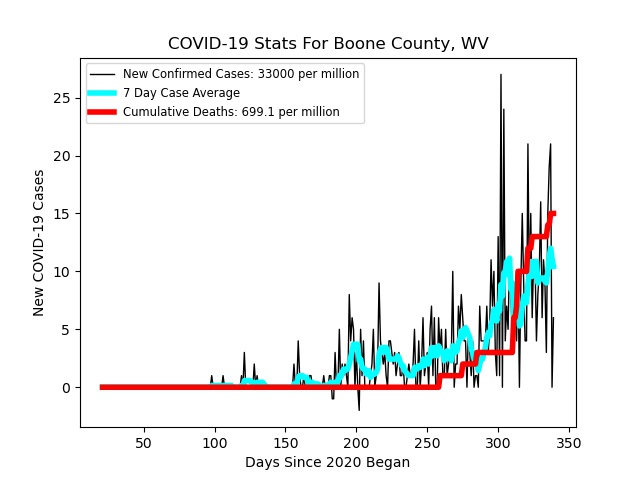 COVID-19 Stats For Boone County, WV
New Confirmed Cases: 33000 per million
7 Day Case Average
Cumulative Deaths: 699.1 per million
New COVID-19 Cases
25
20
15
10
5
0
50
100
150
200
250
300
350
Days Since 2020 Began